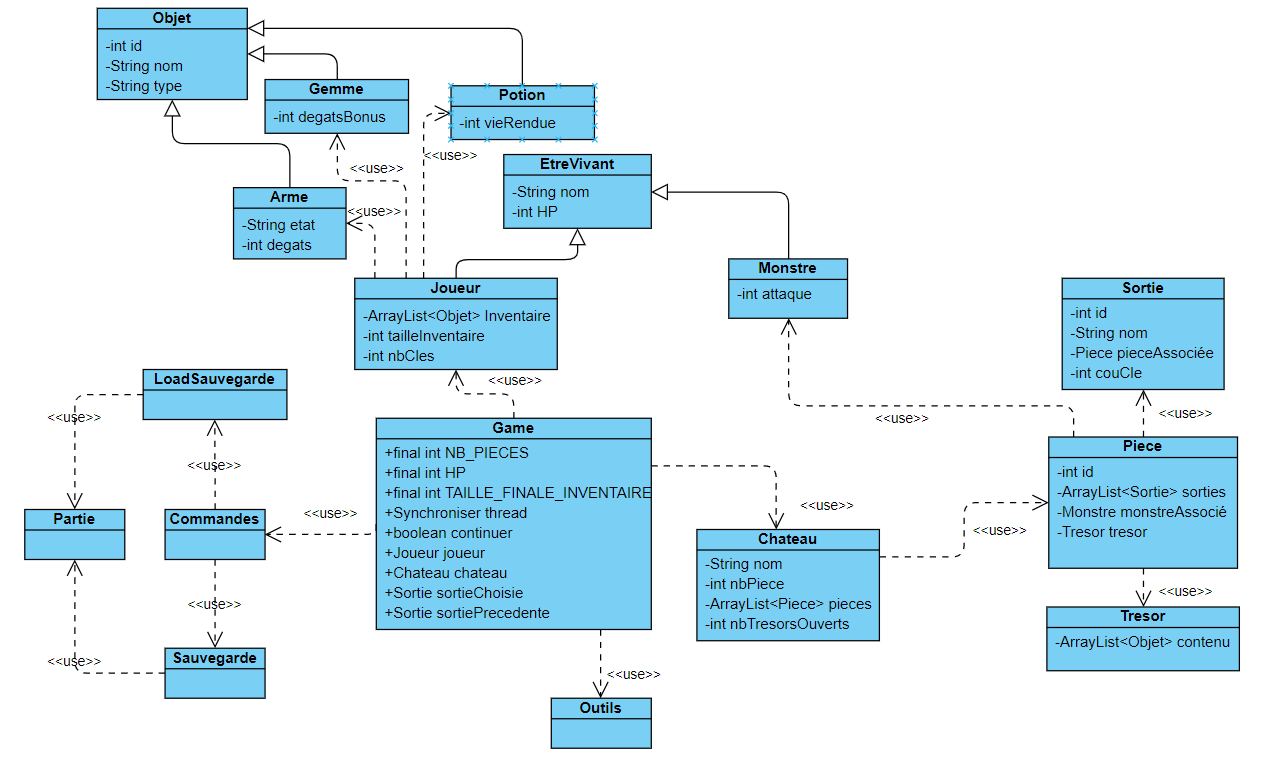 Objet
-int id
-String nom
-String type
Gemme
-int degatsBonus
Potion
-int vieRendue
<<use>>
<<use>>
EtreVivant
-String nom
-int HP
Arme
-String etat
-int degats
<<use>>
Joueur
-ArrayList<Objet> Inventaire
-int tailleInventaire
-int nbCles
Monstre
-int attaque
Sortie
-int id
-String nom
-Piece pieceAssociée
-int couCle
LoadSauvegarde
<<use>>
<<use>>
<<use>>
<<use>>
<<use>>
Game
+final int NB_PIECES
+final int HP
+final int TAILLE_FINALE_INVENTAIRE
+Synchroniser thread
+boolean continuer
+Joueur joueur
+Chateau chateau
+Sortie sortieChoisie
+Sortie sortiePrecedente
Piece
-int id
-ArrayList<Sortie> sorties
-Monstre monstreAssocié
-Tresor tresor
<<use>>
Partie
Commandes
<<use>>
<<use>>
<<use>>
Chateau
-String nom
-int nbPiece
-ArrayList<Piece> pieces
-int nbTresorsOuverts
<<use>>
<<use>>
Tresor
-ArrayList<Objet> contenu
Sauvegarde
<<use>>
<<use>>
Outils